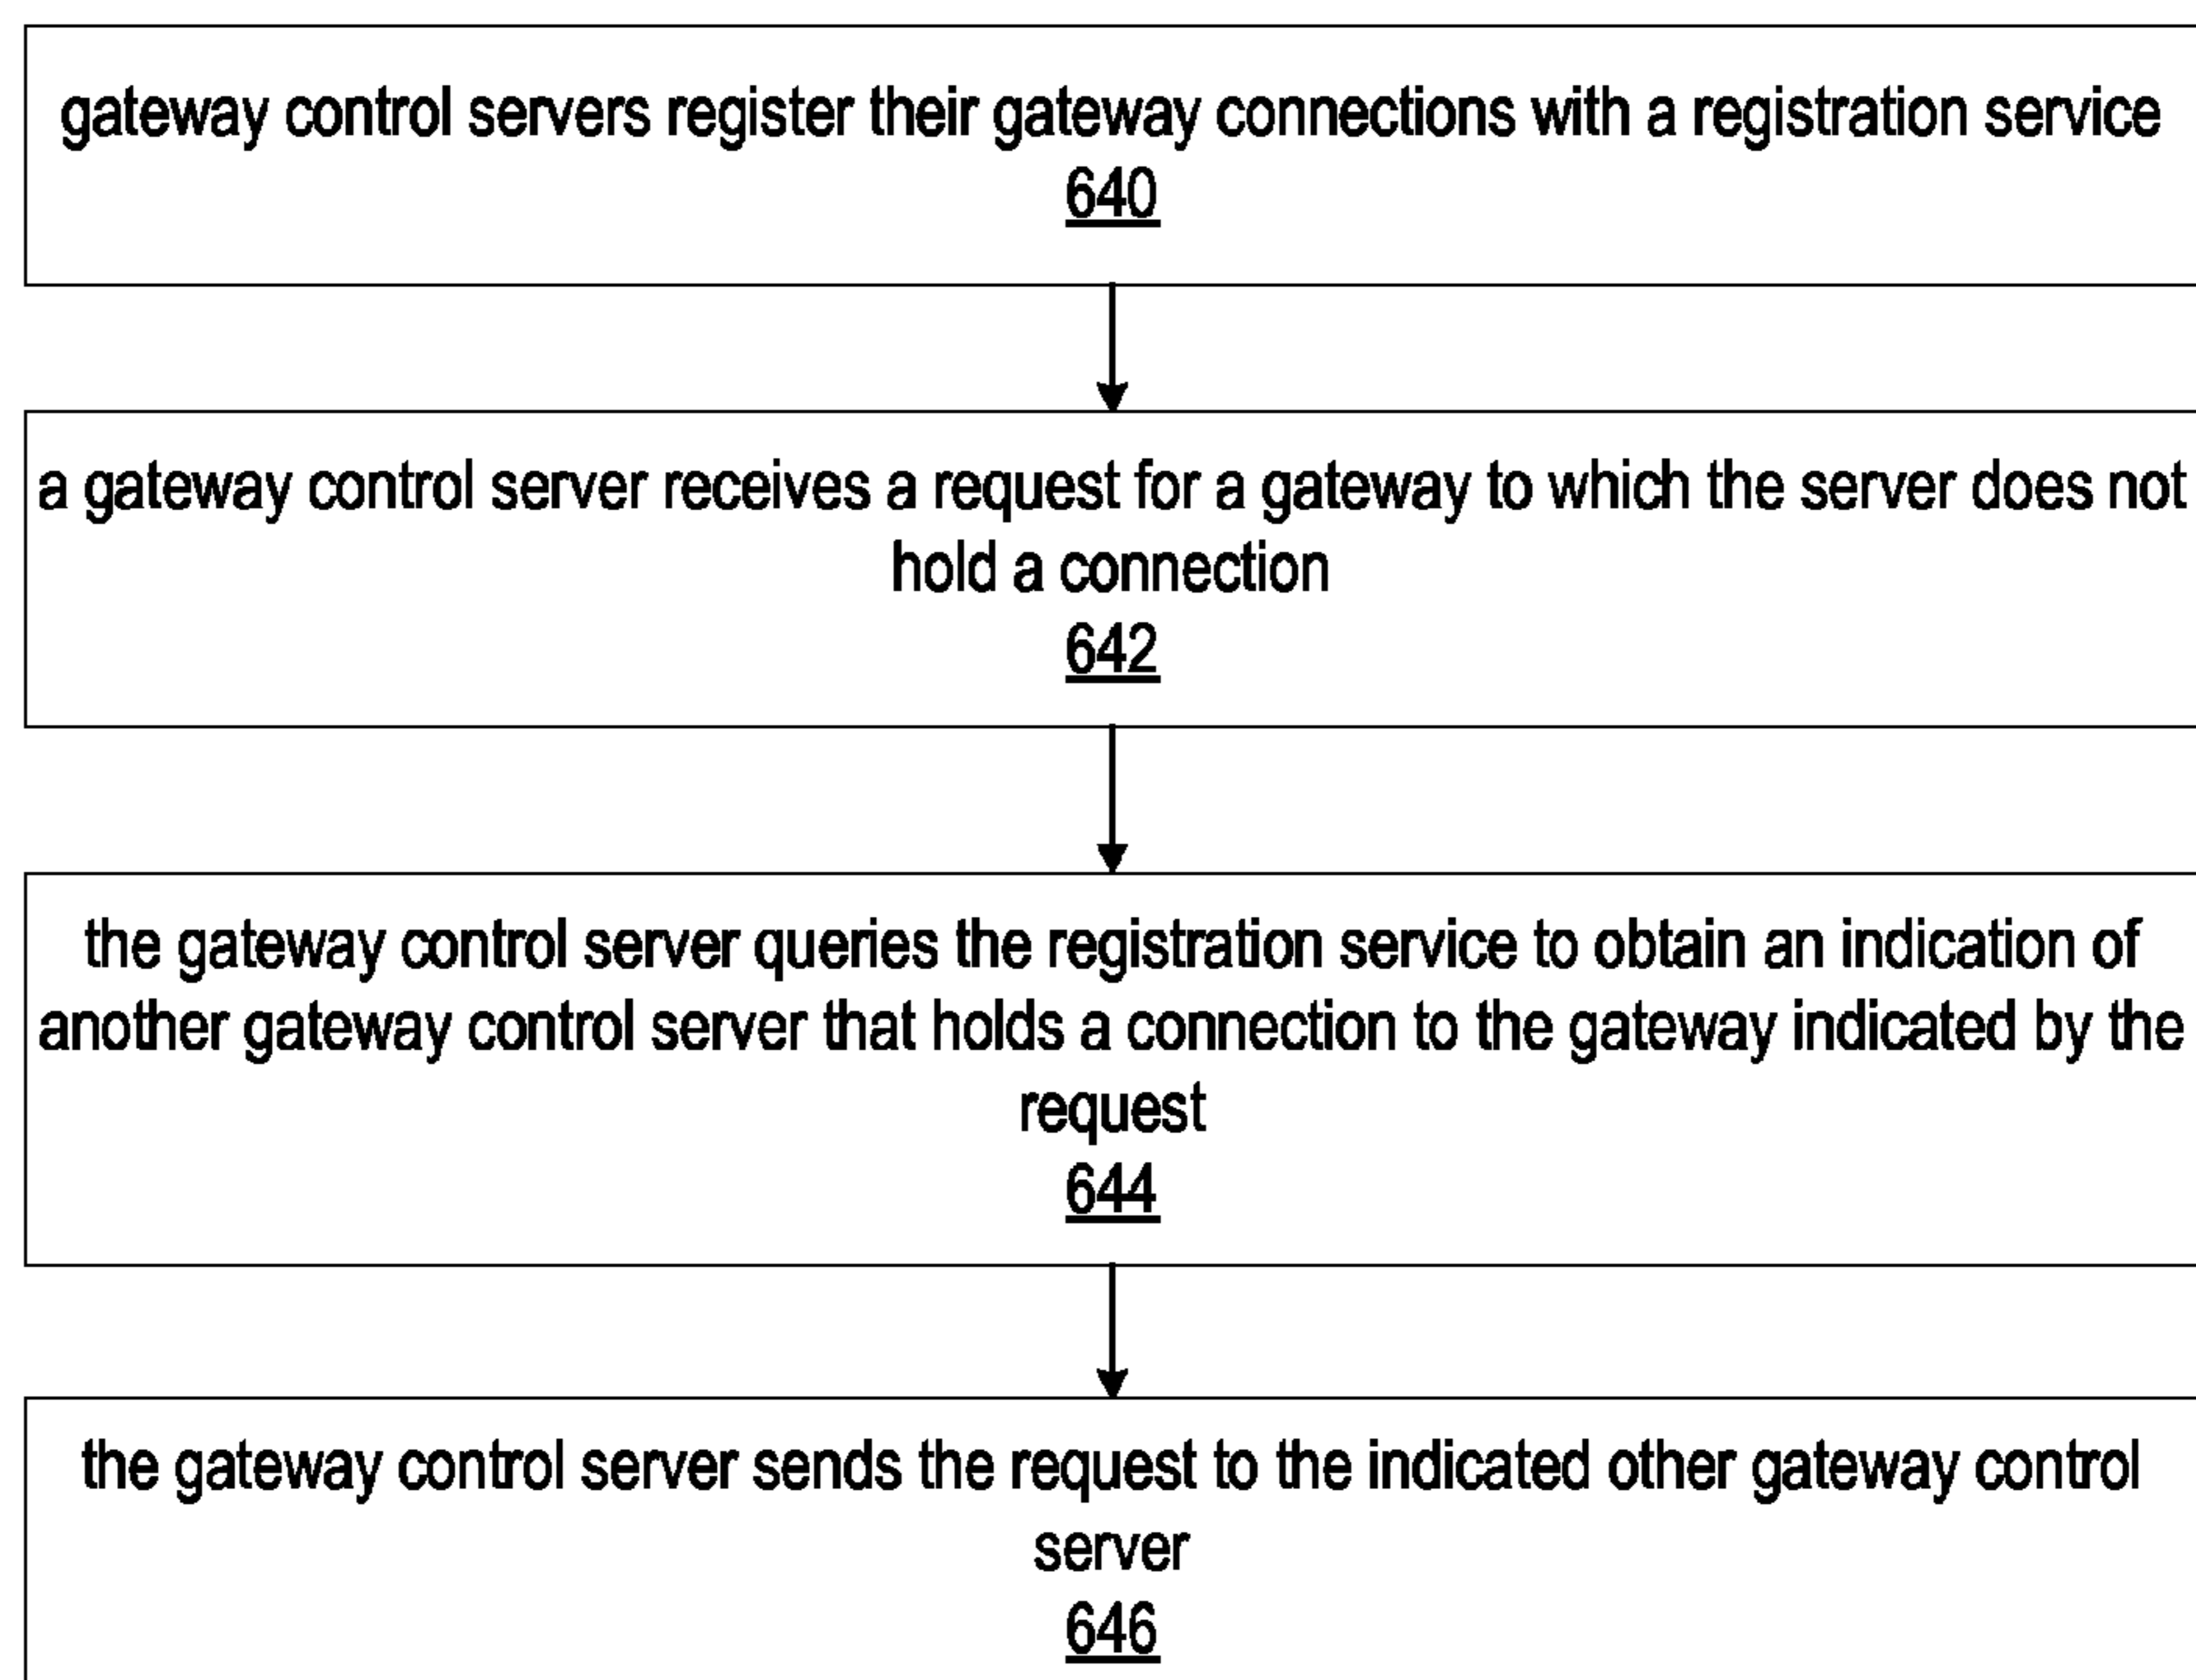 gateway control servers register their gateway connections with a registration service
640
a gateway control server receives a request for a gateway to which the server does not
hold a connection
642
the gateway control server queries the registration service to obtain an indication of
another gateway control server that holds a connection to the gateway indicated by the
request
644
the gateway control server sends the request to the indicated other gateway control
server
646